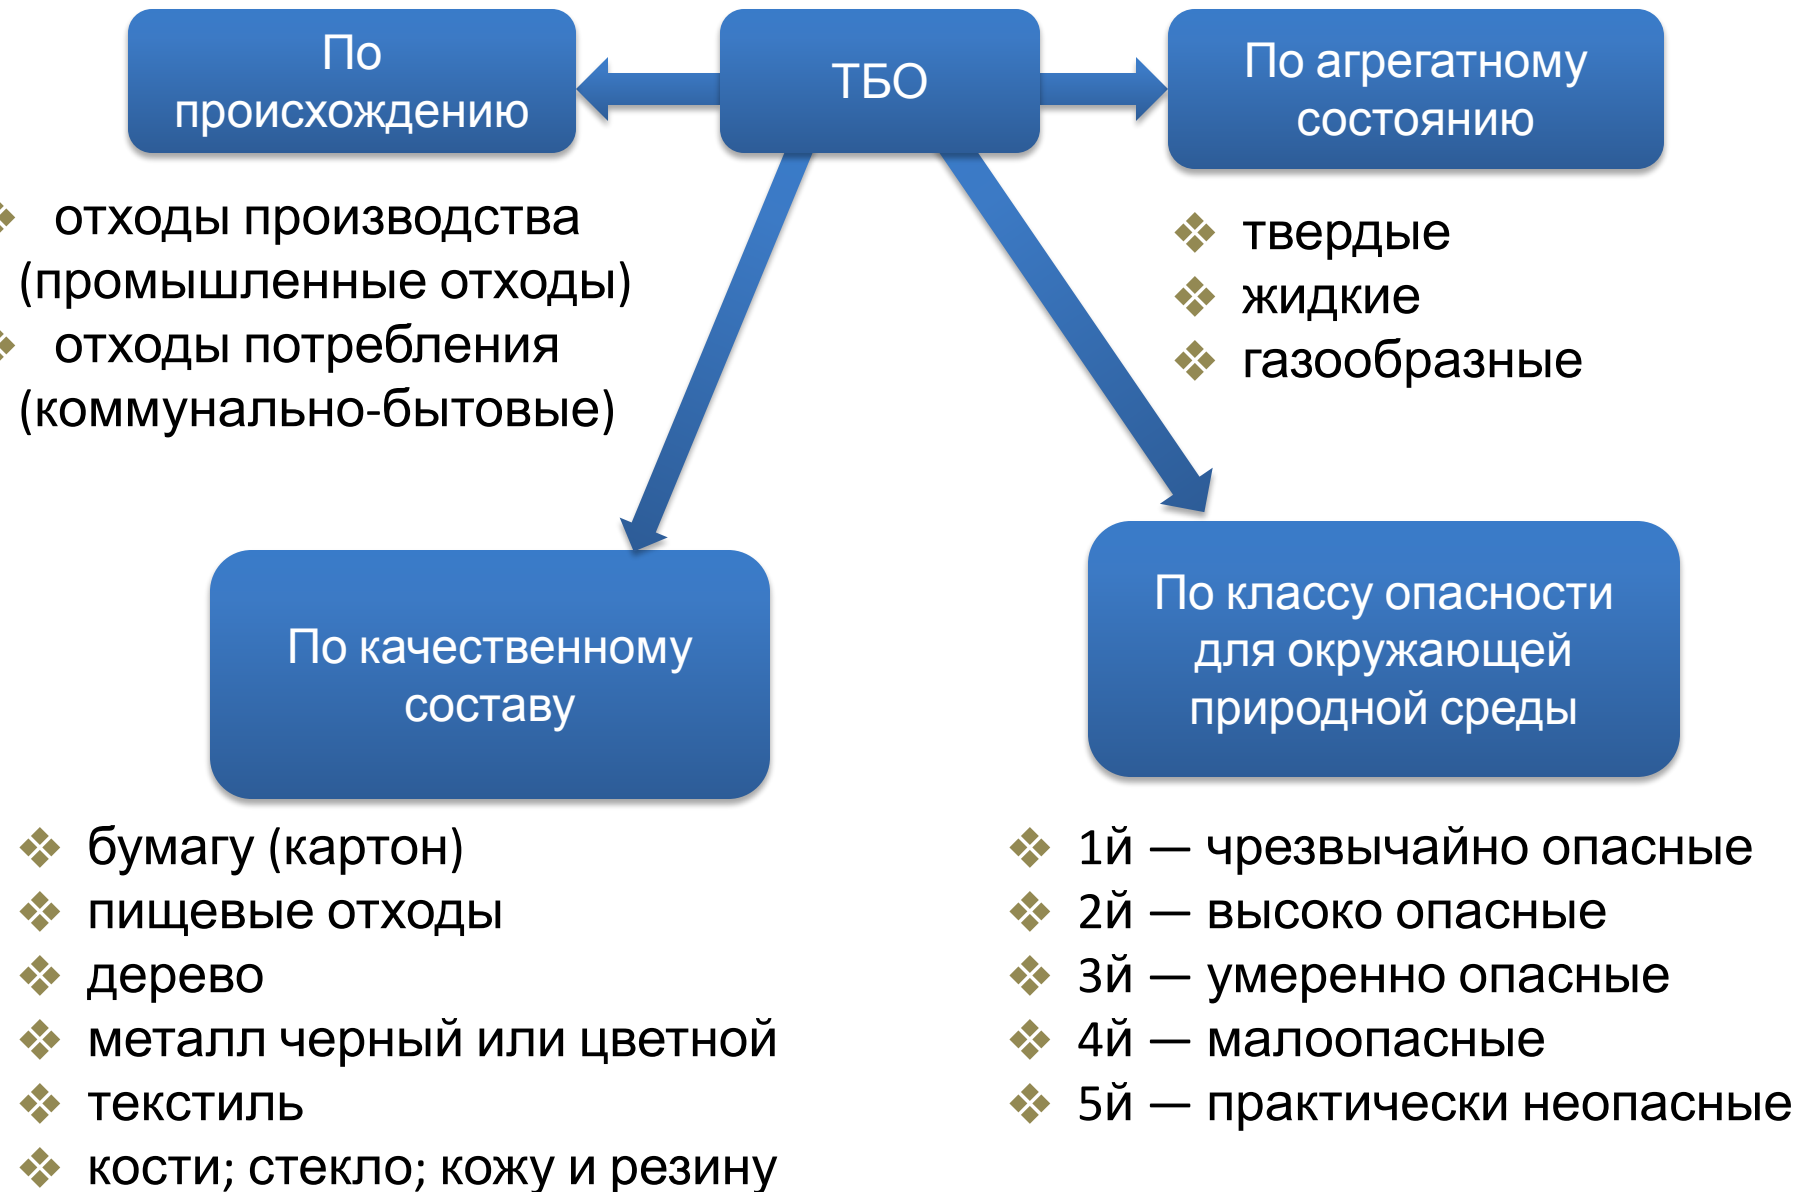 По
происхождению
ТБО
По агрегатному
состоянию
отходы производства
(промышленные отходы)
отходы потребления
(коммунально-бытовые)
твердые
жидкие
газообразные
По качественному
составу
По классу опасности
для окружающей
природной среды
бумагу (картон)
пищевые отходы
дерево
металл черный или цветной
текстиль
кости; стекло; кожу и резину
1й — чрезвычайно опасные
2й — высоко опасные
3й — умеренно опасные
4й — малоопасные
5й — практически неопасные